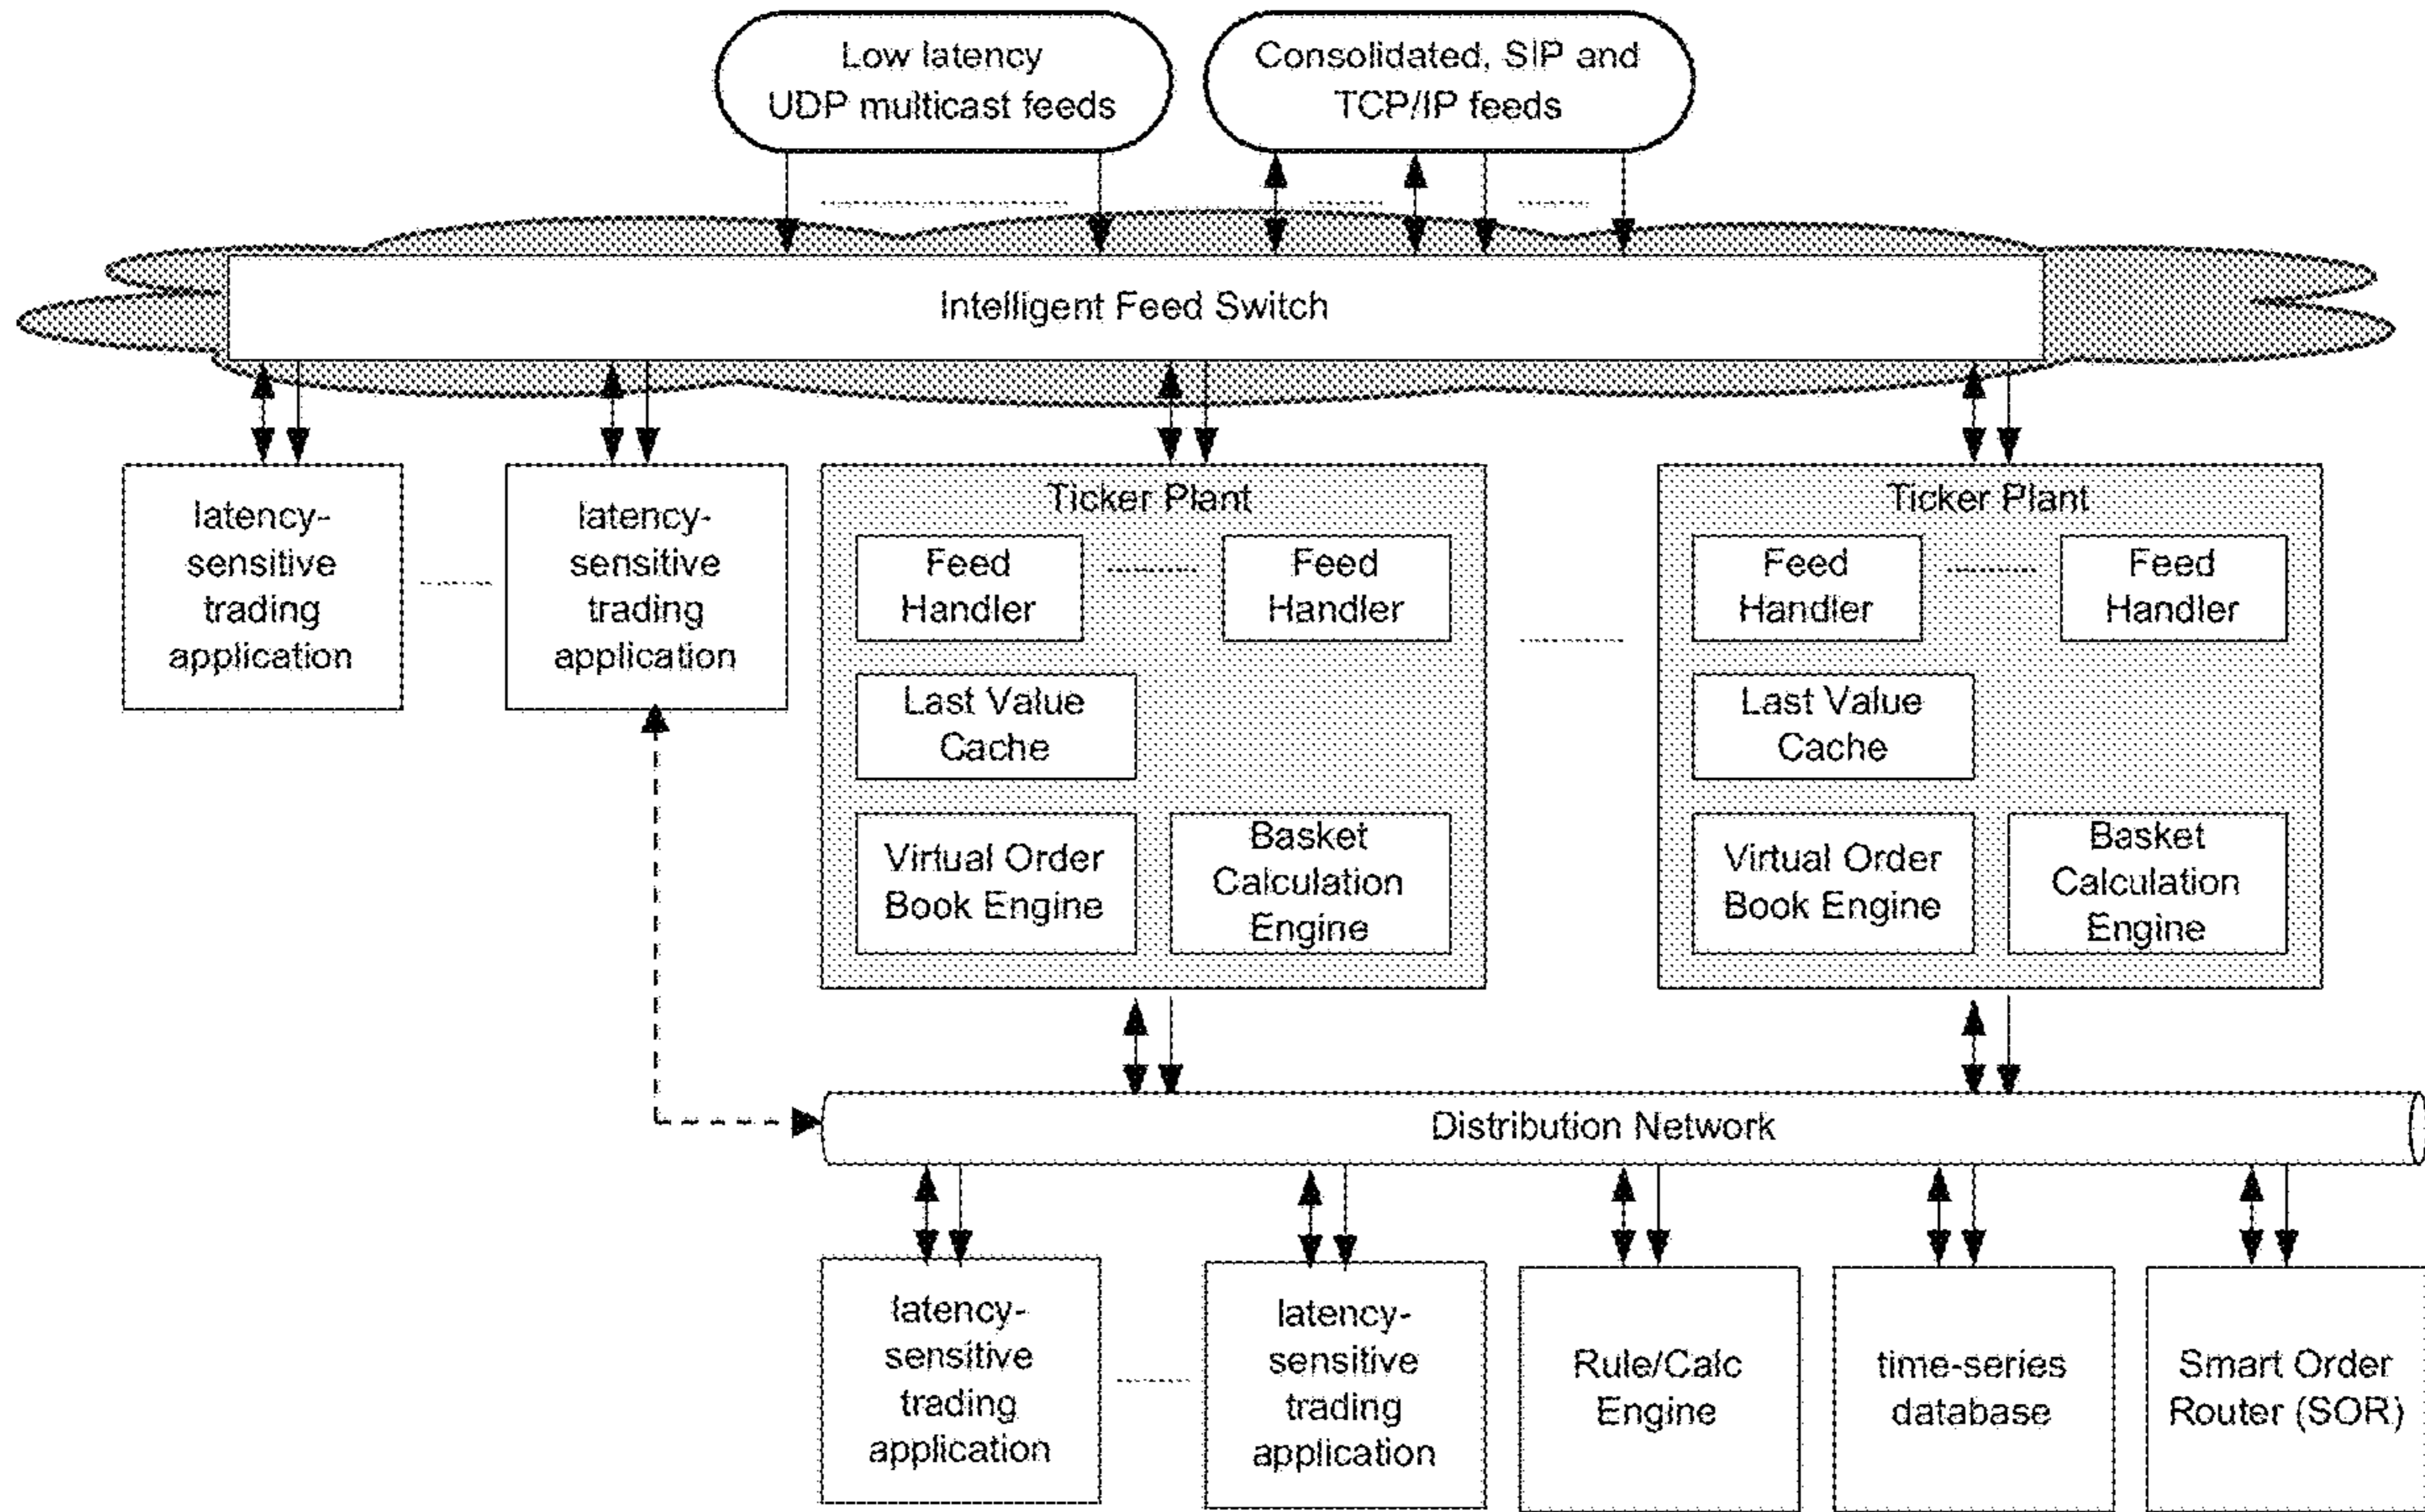 Low latency
UDP multicast feeds
Consolidated, SIP and
TCP/IP feeds
Intelligent Feed Switch
latency-
sensitive
trading
application
latency-
sensitive
trading
application
Ticker Plant
Feed
Handler
Feed
Handler
Last Value
Cache
Virtual Order
Book Engine
Basket
Calculation
Engine
Ticker Plant
Feed
Handler
Feed
Handler
Last Value
Cache
Virtual Order
Book Engine
Basket
Calculation
Engine
Distribution Network
latency-
sensitive
trading
application
latency-
sensitive
trading
application
Rule/Calc
Engine
time-series
database
Smart Order
Router (SOR)